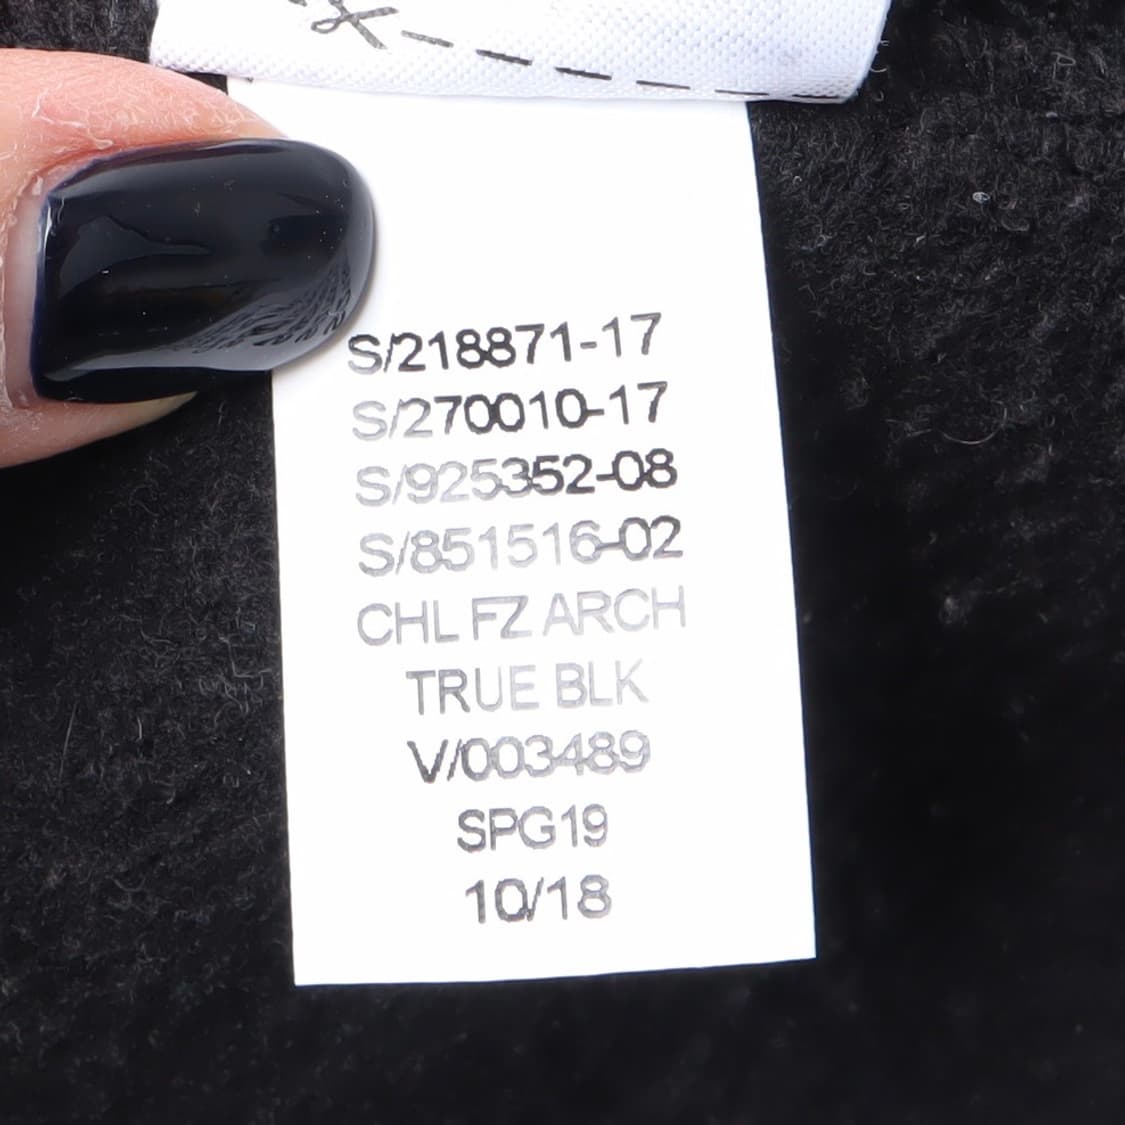 S/218871-17
S/270010-17
S/925352-08
S/851516-02
CHL FZ ARCH
TRUE BLK
V/003489
SPG19
10/18